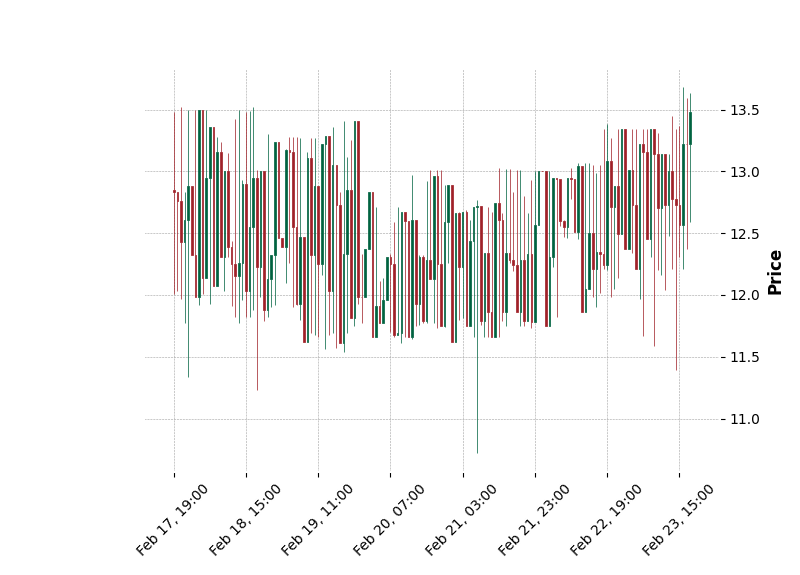 13.5
13.0
12.5
12.0
11.5
11.0
Price
Feb 17, 19:00
Feb 18, 15:00
Feb 19, 11:00
Feb 20, 07:00
Feb 21, 03:00
Feb 21, 23:00
Feb 22, 19:00
Feb 23, 15:00